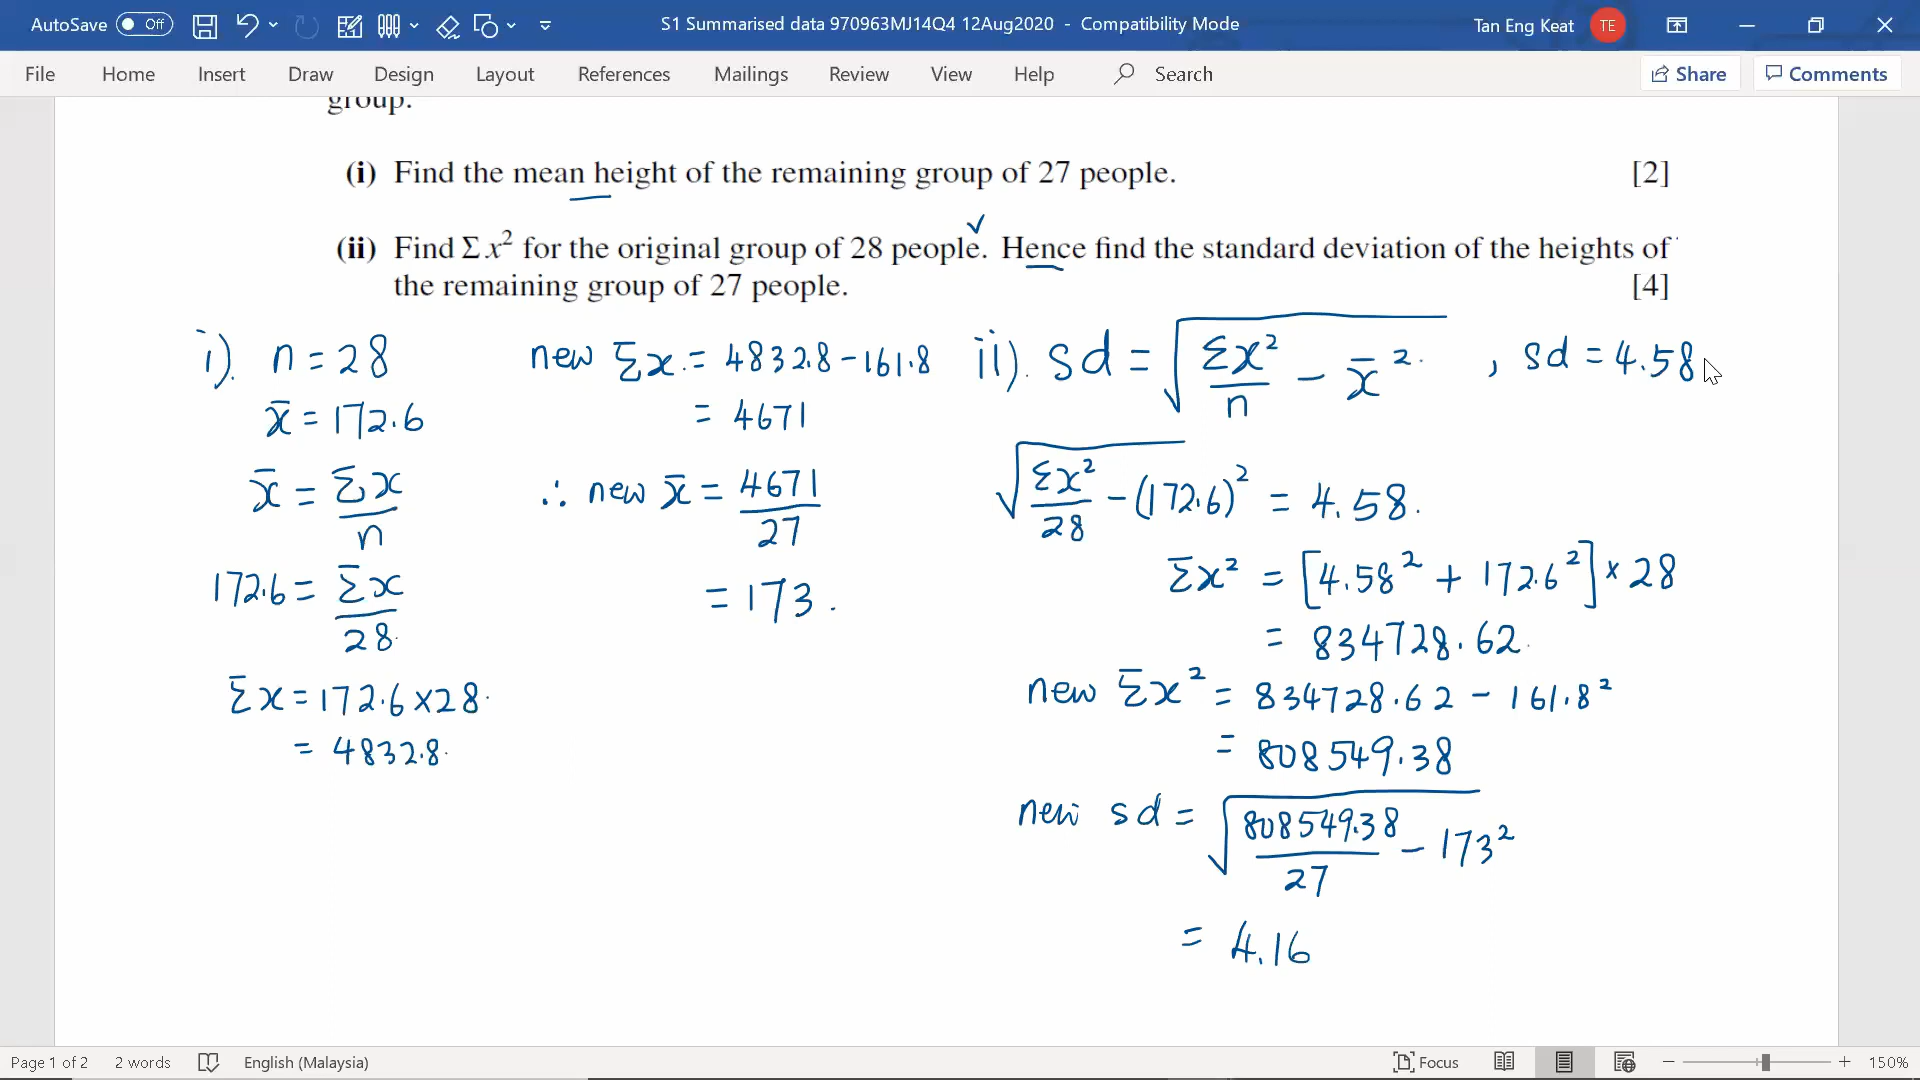 AutoSave Off S1 Summarised data 970963MJ14Q4 12Aug2020 - Compatibility Mode Tan Eng Keat TE
File Home Insert Draw Design Layout References Mailings Review View Help Search Share Comments
group.
(i) Find the mean height of the remaining group of 27 people. [2]
(ii) Find Σx² for the original group of 28 people. Hence find the standard deviation of the heights of
the remaining group of 27 people. [4]
i). n = 28
x̄ = 172.6
x̄ = Σx/n
172.6 = Σx/28
Σx = 172.6 × 28
= 4832.8
new Σx = 4832.8 - 161.8
= 4671
∴ new x̄ = 4671/27
= 173.
ii). sd = √(Σx²/n - x̄²), sd = 4.58
√(Σx²/28 - (172.6)²) = 4.58.
Σx² = [4.58² + 172.6²] × 28
= 834728.62
new Σx² = 834728.62 - 161.8²
= 808549.38
new sd = √(808549.38/27 - 173²)
= 4.16
Page 1 of 2 2 words English (Malaysia) Focus 150%